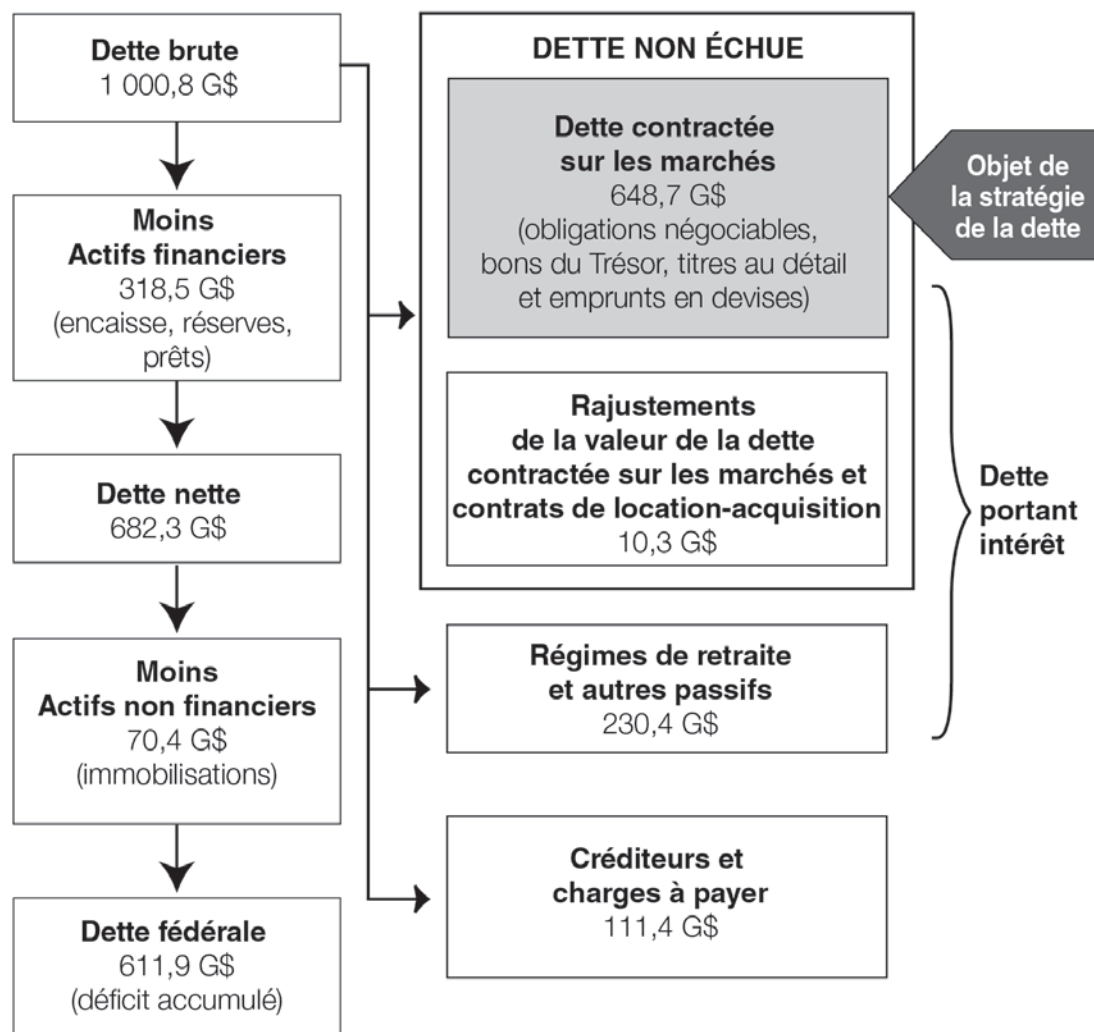 Dette brute
1 000,8 G$
Moins
Actifs financiers
318,5 G$
(encaisse, réserves,
prêts)
Dette nette
682,3 G$
Moins
Actifs non financiers
70,4 G$
(immobilisations)
Dette fédérale
611,9 G$
(déficit accumulé)
DETTE NON ÉCHUE
Dette contractée
sur les marchés
648,7 G$
(obligations négociables,
bons du Trésor, titres au détail
et emprunts en devises)
Rajustements
de la valeur de la dette
contractée sur les marchés et
contrats de location-acquisition
10,3 G$
Régimes de retraite
et autres passifs
230,4 G$
Créditeurs et
charges à payer
111,4 G$
Objet de
la stratégie
de la dette
Dette
portant
intérêt